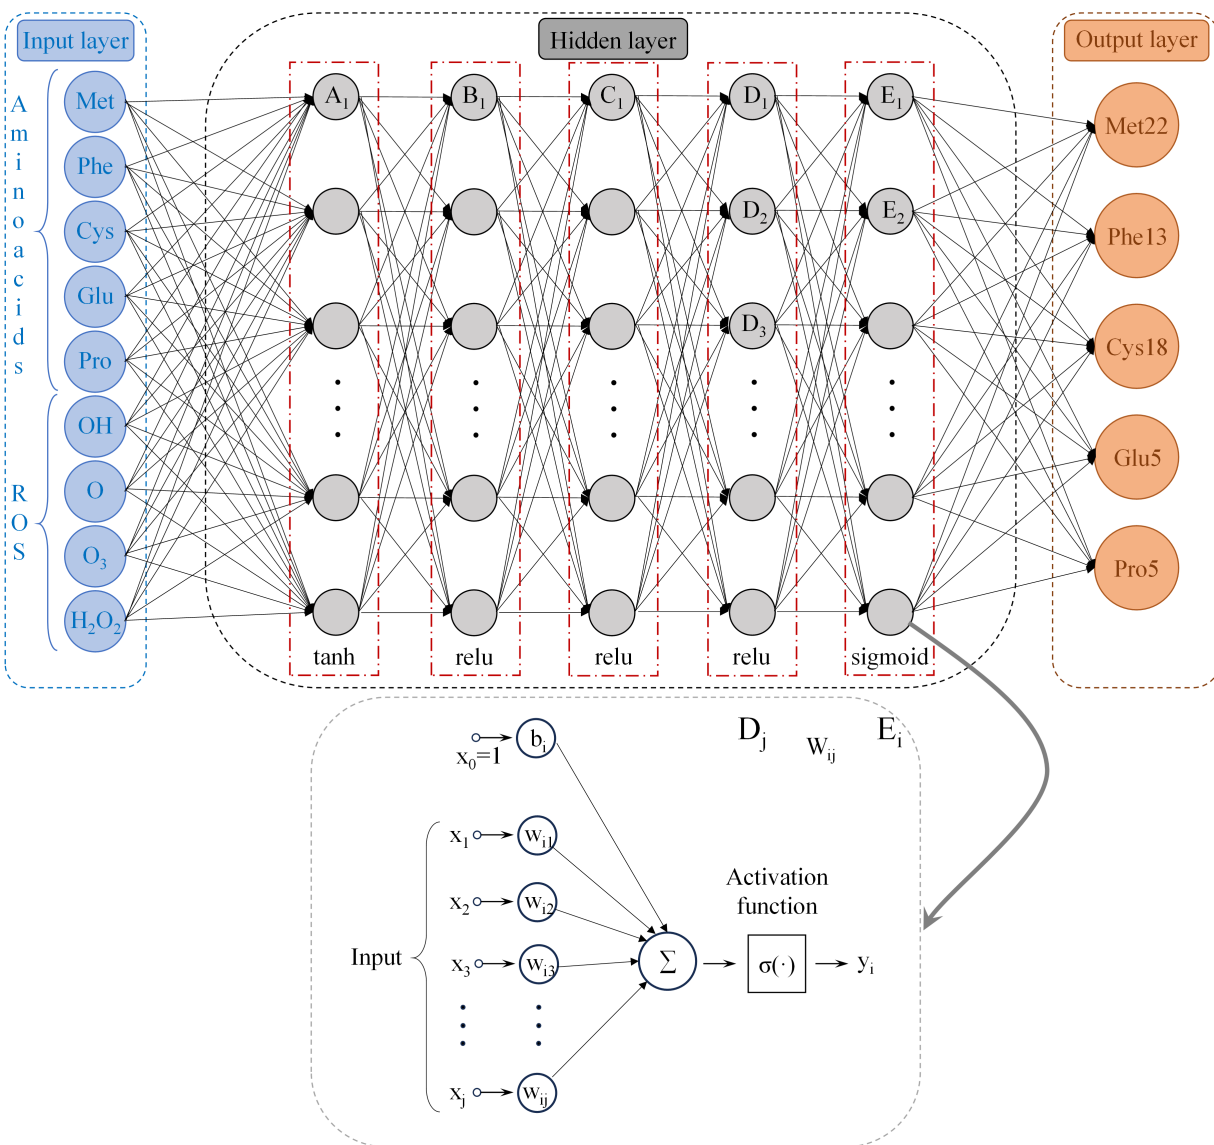 Input layer
Hidden layer
Output layer
Aminoacids
ROS
Met
Phe
Cys
Glu
Pro
OH
O
O₃
H₂O₂
A₁
B₁
C₁
D₁
E₁
D₂
E₂
D₃
tanh
relu
relu
relu
sigmoid
Met22
Phe13
Cys18
Glu5
Pro5
Dⱼ
Wᵢⱼ
Eᵢ
x₀=1
bᵢ
x₁
wᵢ₁
x₂
wᵢ₂
x₃
wᵢ₃
xⱼ
wᵢⱼ
Input
Σ
Activation
function
σ(·)
yᵢ